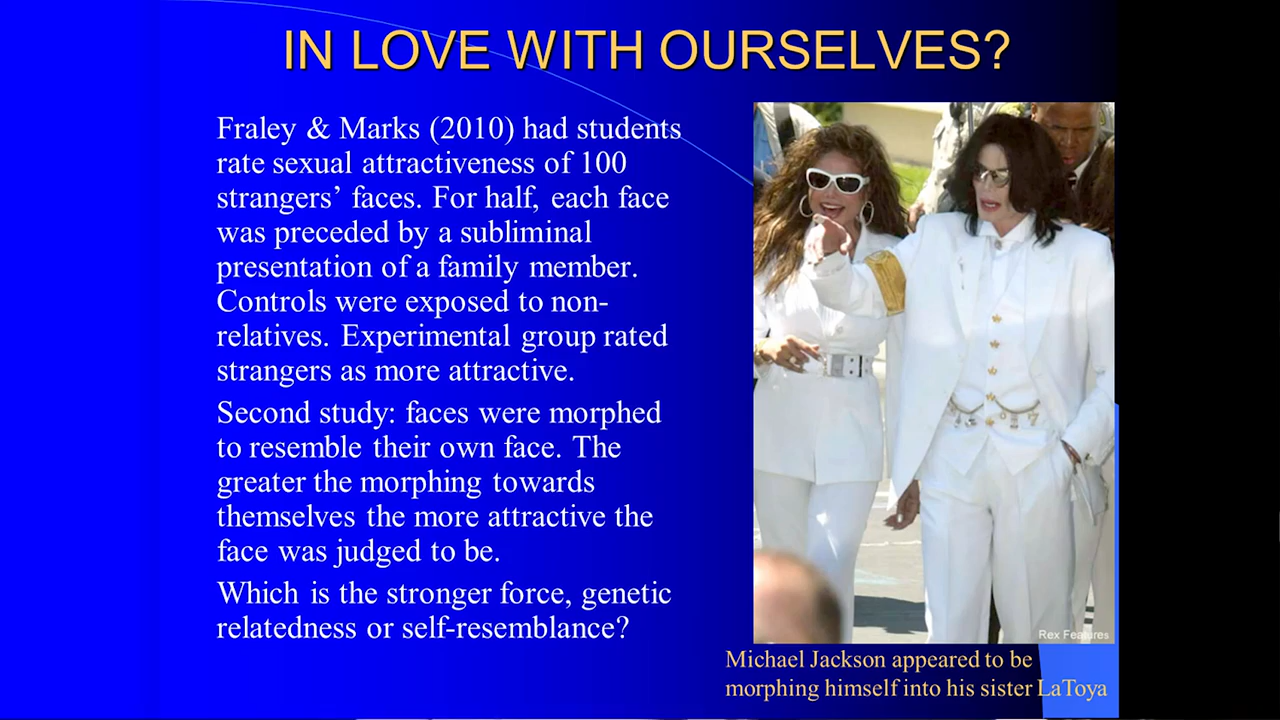 IN LOVE WITH OURSELVES?
Fraley & Marks (2010) had students
rate sexual attractiveness of 100
strangers’ faces. For half, each face
was preceded by a subliminal
presentation of a family member.
Controls were exposed to non-
relatives. Experimental group rated
strangers as more attractive.
Second study: faces were morphed
to resemble their own face. The
greater the morphing towards
themselves the more attractive the
face was judged to be.
Which is the stronger force, genetic
relatedness or self-resemblance?
Rex Features
Michael Jackson appeared to be
morphing himself into his sister LaToya